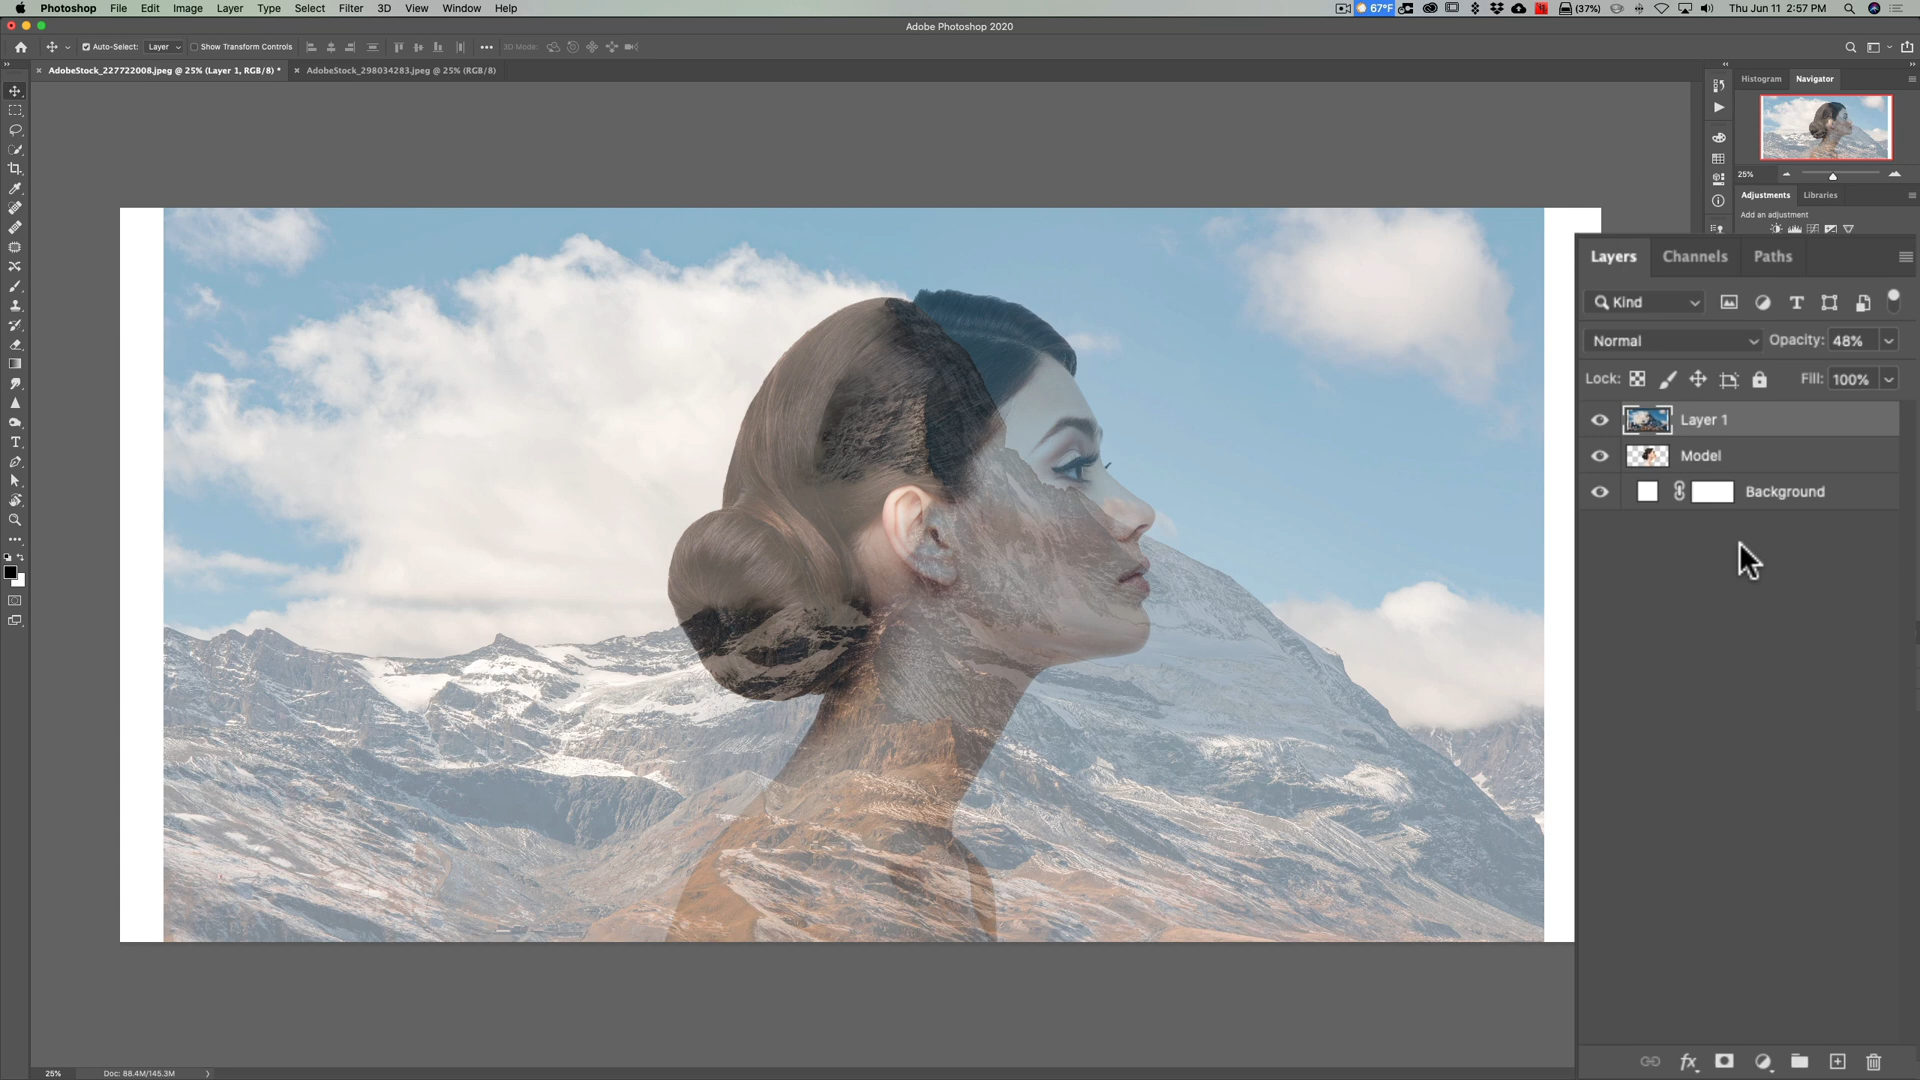 Photoshop File Edit Image Layer Type Select Filter 3D View Window Help 67°F (37%) Thu Jun 11 2:57 PM
Adobe Photoshop 2020
Auto-Select: Layer Show Transform Controls 3D Mode:
AdobeStock_227722008.jpeg @ 25% (Layer 1, RGB/8) * AdobeStock_298034283.jpeg @ 25% (RGB/8)
Histogram Navigator
25%
Adjustments Libraries
Add an adjustment
Layers Channels Paths
Kind
Normal Opacity: 48%
Lock: Fill: 100%
Layer 1
Model
Background
25% Doc: 88.4M/145.3M